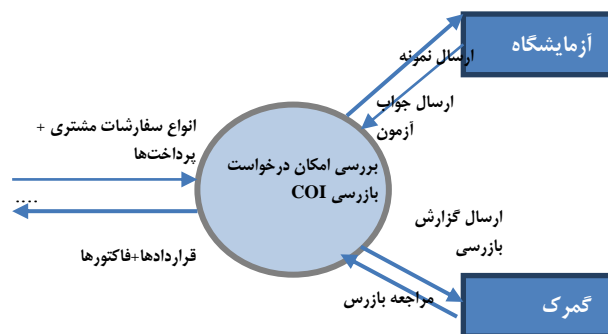 آزمایشگاه
ارسال نمونه
ارسال جواب
آزمون
انواع سفارشات مشتری +
پرداخت‌ها
بررسی امکان درخواست
بازرسی COI
....
قراردادها+فاکتورها
ارسال گزارش
بازرسی
مراجعه بازرس
گمرک